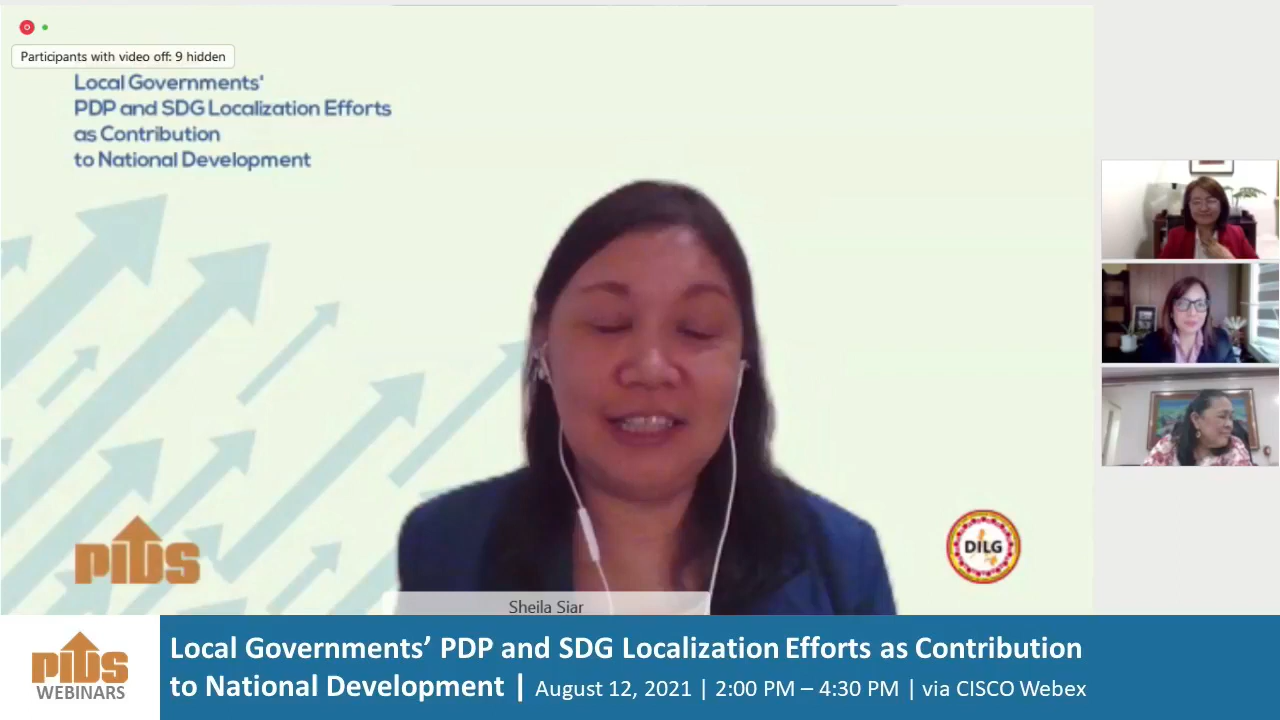 Participants with video off: 9 hidden
Local Governments'
PDP and SDG Localization Efforts
as Contribution
to National Development
PIDS
DILG
Sheila Siar
PIDS
WEBINARS
Local Governments’ PDP and SDG Localization Efforts as Contribution
to National Development | August 12, 2021 | 2:00 PM – 4:30 PM | via CISCO Webex